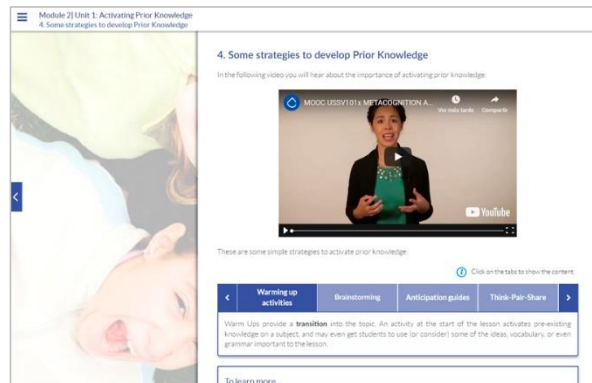 Module 2| Unit 1: Activating Prior Knowledge
4. Some strategies to develop Prior Knowledge
4. Some strategies to develop Prior Knowledge
In the following video you will hear about the importance of activating prior knowledge:
MOOC USSV101x METACOGNITION A...
Ver más tarde
Compartir
YouTube
These are some simple strategies to activate prior knowledge:
Click on the tabs to show the content
Warming up
activities
Brainstorming
Anticipation guides
Think-Pair-Share
Warm Ups provide a transition into the topic. An activity at the start of the lesson activates pre-existing
knowledge on a subject, and may even get students to use (or consider) some of the ideas, vocabulary, or even
grammar important to the lesson.
To learn more